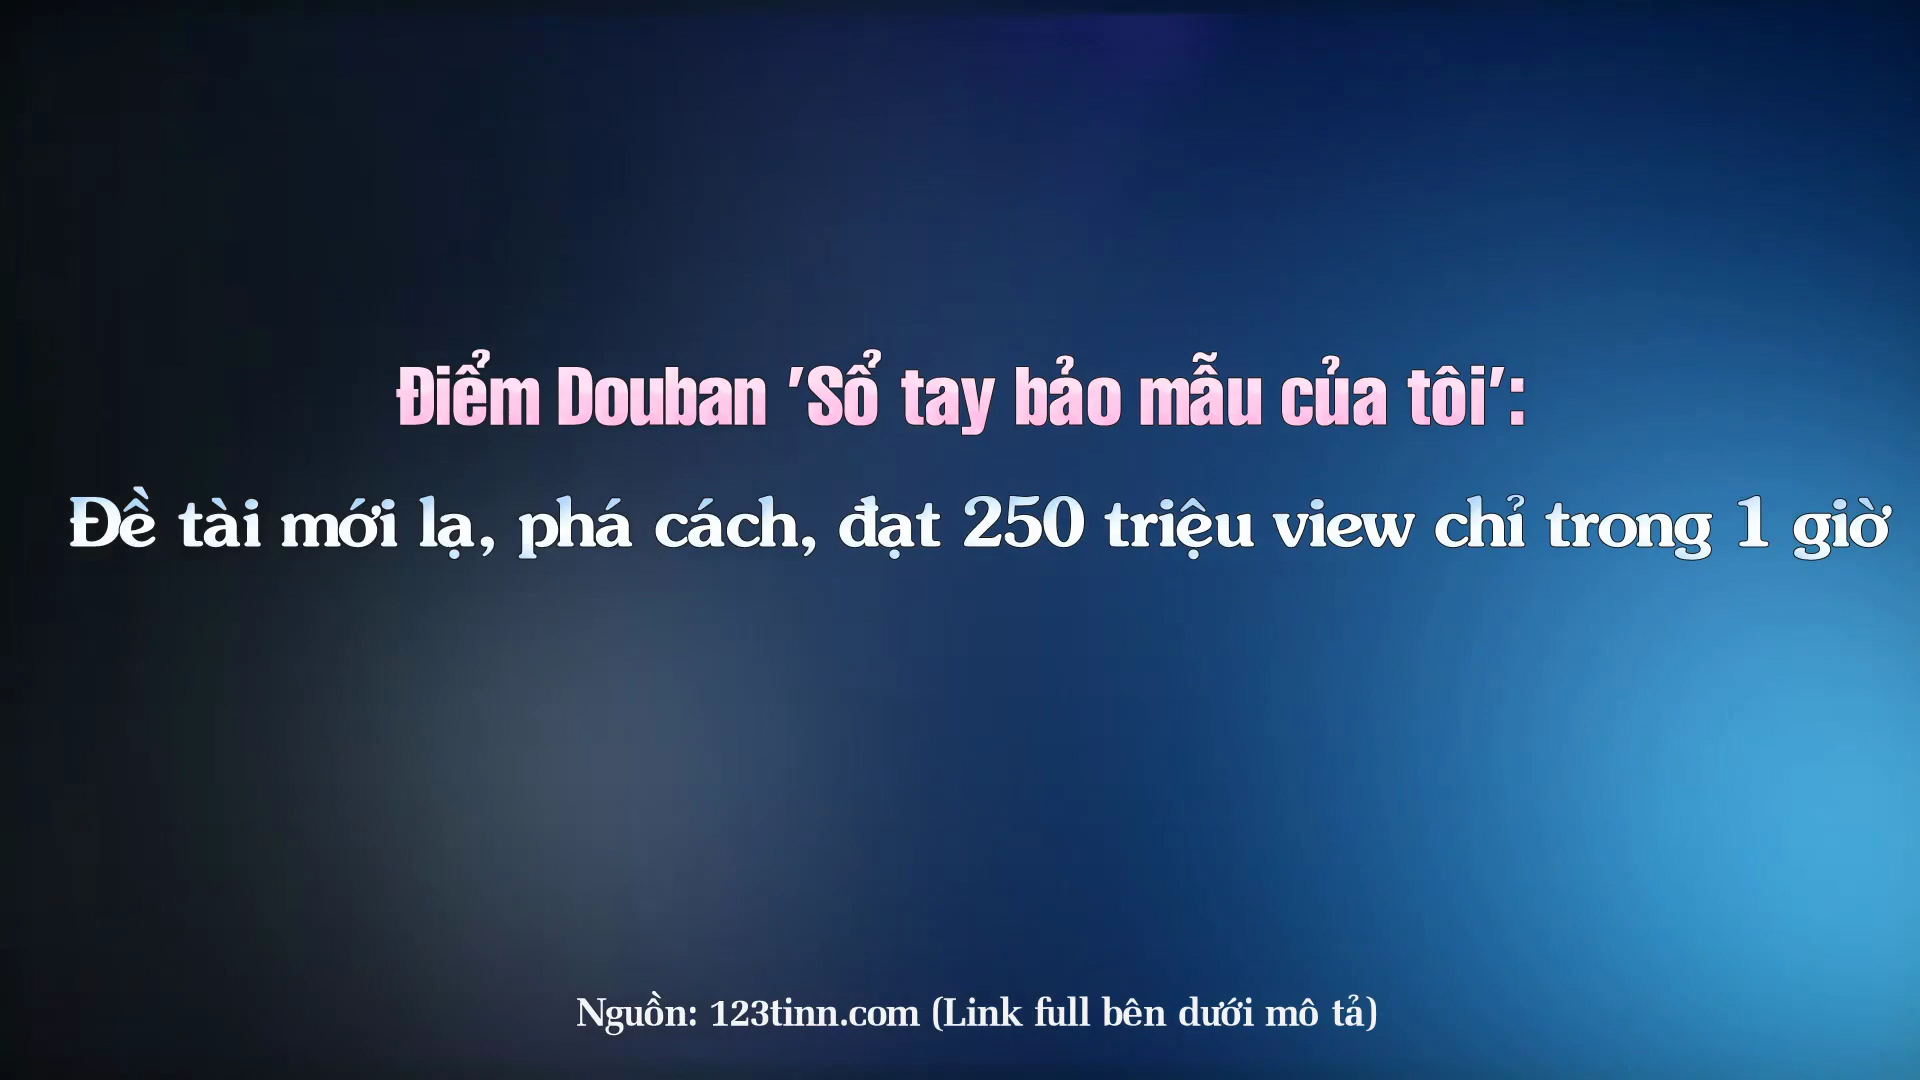 Điểm Douban 'Sổ tay bảo mẫu của tôi':
Đề tài mới lạ, phá cách, đạt 250 triệu view chỉ trong 1 giờ
Nguồn: 123tinn.com (Link full bên dưới mô tả)